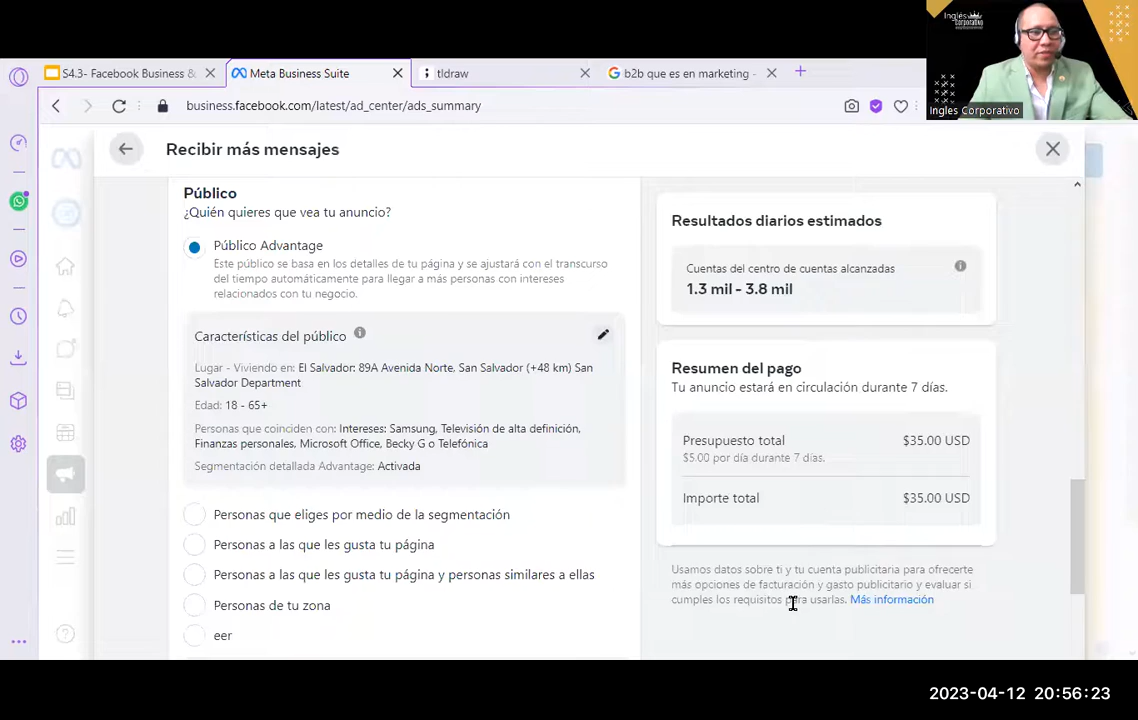 S4.3- Facebook Business &
Meta Business Suite
tldraw
b2b que es en marketing -
business.facebook.com/latest/ad_center/ads_summary
Inglés
Corporativo
Ingles Corporativo
Recibir más mensajes
Público
¿Quién quieres que vea tu anuncio?
Público Advantage
Este público se basa en los detalles de tu página y se ajustará con el transcurso
del tiempo automáticamente para llegar a más personas con intereses
relacionados con tu negocio.
Características del público
Lugar - Viviendo en: El Salvador: 89A Avenida Norte, San Salvador (+48 km) San
Salvador Department
Edad: 18 - 65+
Personas que coinciden con: Intereses: Samsung, Televisión de alta definición,
Finanzas personales, Microsoft Office, Becky G o Telefónica
Segmentación detallada Advantage: Activada
Personas que eliges por medio de la segmentación
Personas a las que les gusta tu página
Personas a las que les gusta tu página y personas similares a ellas
Personas de tu zona
eer
Resultados diarios estimados
Cuentas del centro de cuentas alcanzadas
1.3 mil - 3.8 mil
Resumen del pago
Tu anuncio estará en circulación durante 7 días.
Presupuesto total $35.00 USD
$5.00 por día durante 7 días.
Importe total $35.00 USD
Usamos datos sobre ti y tu cuenta publicitaria para ofrecerte
más opciones de facturación y gasto publicitario y evaluar si
cumples los requisitos para usarlas. Más información
2023-04-12 20:56:23